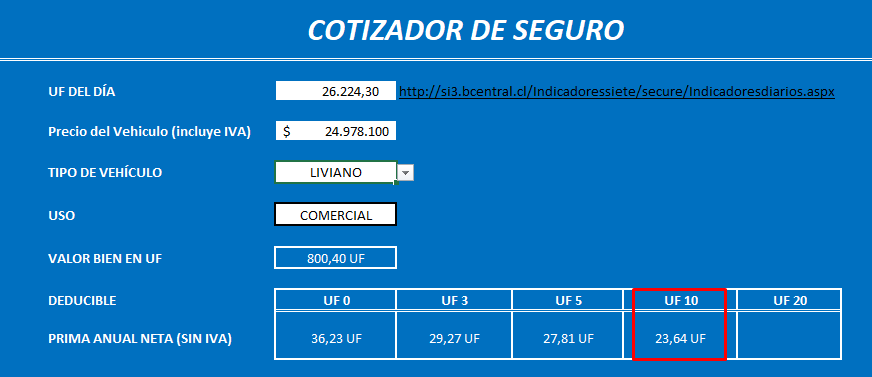 COTIZADOR DE SEGURO
UF DEL DÍA 26.224,30 http://si3.bcentral.cl/Indicadoressiete/secure/Indicadoresdiarios.aspx
Precio del Vehiculo (incluye IVA) $ 24.978.100
TIPO DE VEHÍCULO LIVIANO
USO COMERCIAL
VALOR BIEN EN UF 800,40 UF
DEDUCIBLE UF 0 UF 3 UF 5 UF 10 UF 20
PRIMA ANUAL NETA (SIN IVA) 36,23 UF 29,27 UF 27,81 UF 23,64 UF